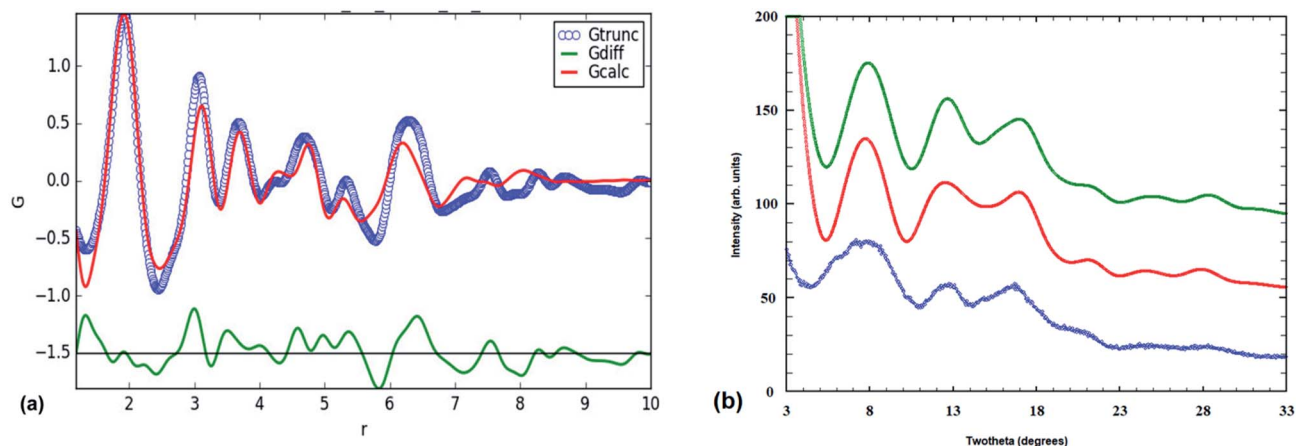 Gtrunc
Gdiff
Gcalc
1.0
0.5
0.0
−0.5
−1.0
−1.5
G
2 3 4 5 6 7 8 9 10
r
(a)
200
150
100
50
0
Intensity (arb. units)
3 8 13 18 23 28 33
Twotheta (degrees)
(b)